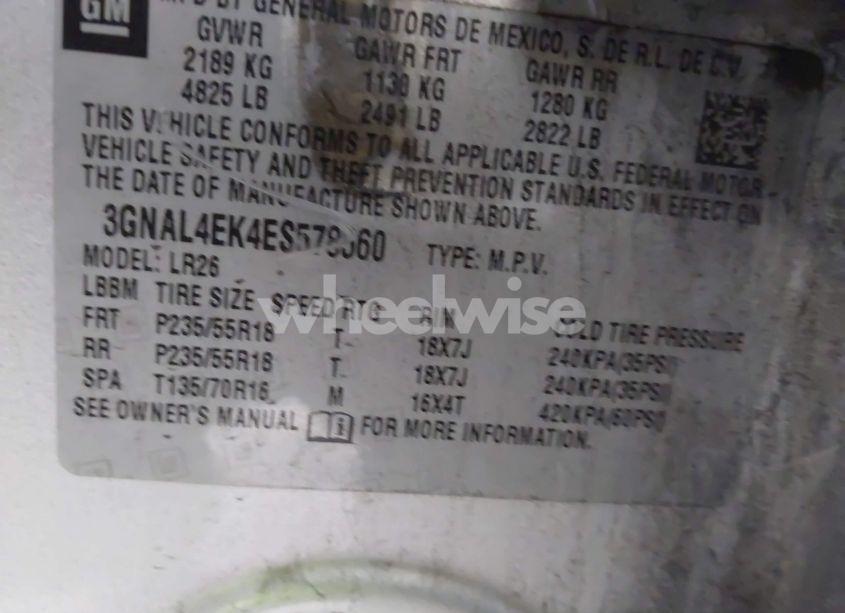 GM
MF'D BY GENERAL MOTORS DE MEXICO, S. DE R.L. DE C.V.
GVWR GAWR FRT GAWR RR
2189 KG 1130 KG 1280 KG
4825 LB 2491 LB 2822 LB
THIS VEHICLE CONFORMS TO ALL APPLICABLE U.S. FEDERAL MOTOR
VEHICLE SAFETY AND THEFT PREVENTION STANDARDS IN EFFECT ON
THE DATE OF MANUFACTURE SHOWN ABOVE.
TYPE: M.P.V.
MODEL: LR26
LBBM TIRE SIZE SPEED RTG RIM COLD TIRE PRESSURE
FRT P235/55R18 T 18X7J 240KPA(35PSI)
RR P235/55R18 T 18X7J 240KPA(35PSI)
SPA T135/70R16 M 16X4T 420KPA(60PSI)
SEE OWNER'S MANUAL FOR MORE INFORMATION.
wheelwise